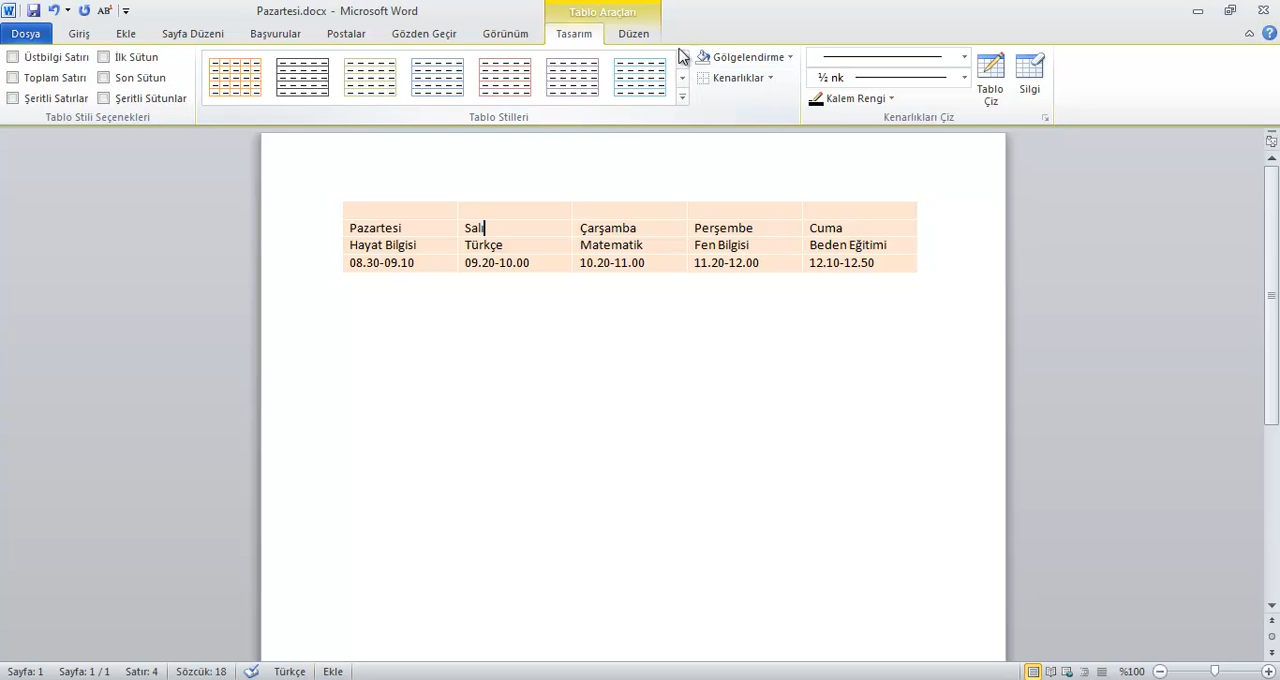 Pazartesi.docx - Microsoft Word
Tablo Araçları
Dosya Giriş Ekle Sayfa Düzeni Başvurular Postalar Gözden Geçir Görünüm Tasarım Düzen
Üstbilgi Satırı İlk Sütun
Toplam Satırı Son Sütun
Şeritli Satırlar Şeritli Sütunlar
Tablo Stili Seçenekleri
Tablo Stilleri
Gölgelendirme
Kenarlıklar
½ nk
Kalem Rengi
Tablo Çiz
Silgi
Kenarlıkları Çiz
Pazartesi Salı Çarşamba Perşembe Cuma
Hayat Bilgisi Türkçe Matematik Fen Bilgisi Beden Eğitimi
08.30-09.10 09.20-10.00 10.20-11.00 11.20-12.00 12.10-12.50
Sayfa: 1 Sayfa: 1 / 1 Satır: 4 Sözcük: 18 Türkçe Ekle %100